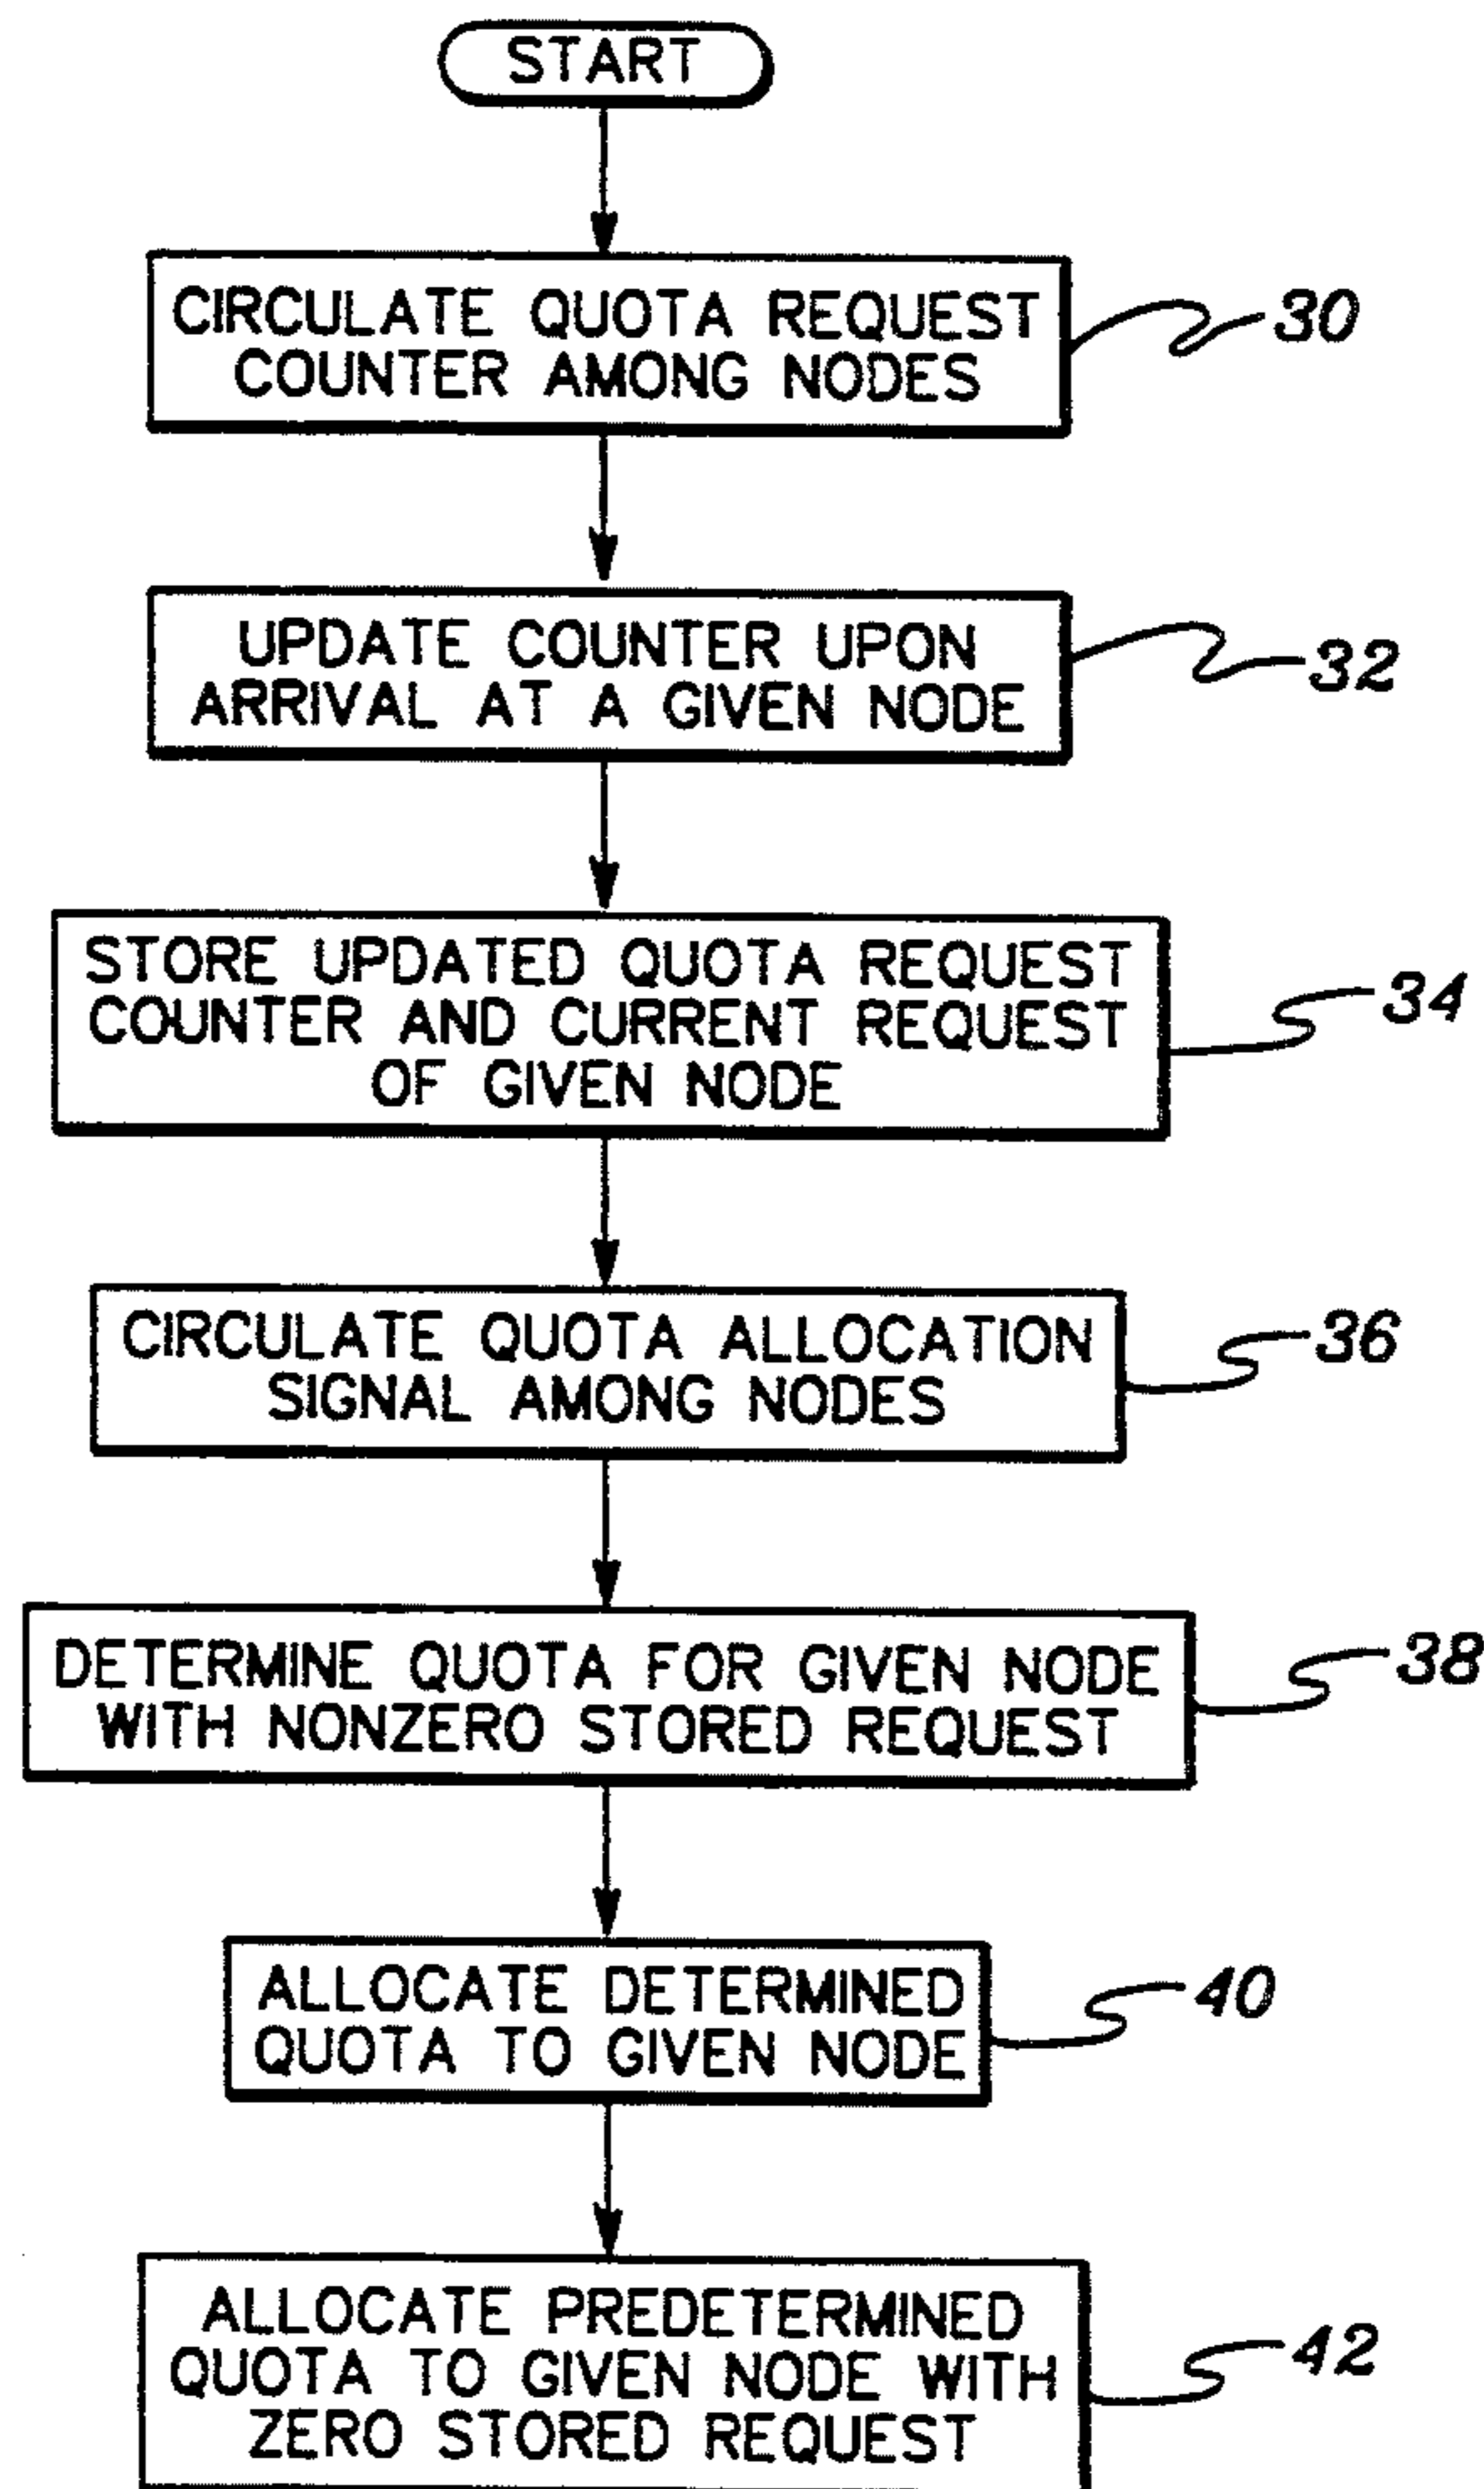 START
CIRCULATE QUOTA REQUEST
COUNTER AMONG NODES
30
UPDATE COUNTER UPON
ARRIVAL AT A GIVEN NODE
32
STORE UPDATED QUOTA REQUEST
COUNTER AND CURRENT REQUEST
OF GIVEN NODE
34
CIRCULATE QUOTA ALLOCATION
SIGNAL AMONG NODES
36
DETERMINE QUOTA FOR GIVEN NODE
WITH NONZERO STORED REQUEST
38
ALLOCATE DETERMINED
QUOTA TO GIVEN NODE
40
ALLOCATE PREDETERMINED
QUOTA TO GIVEN NODE WITH
ZERO STORED REQUEST
42